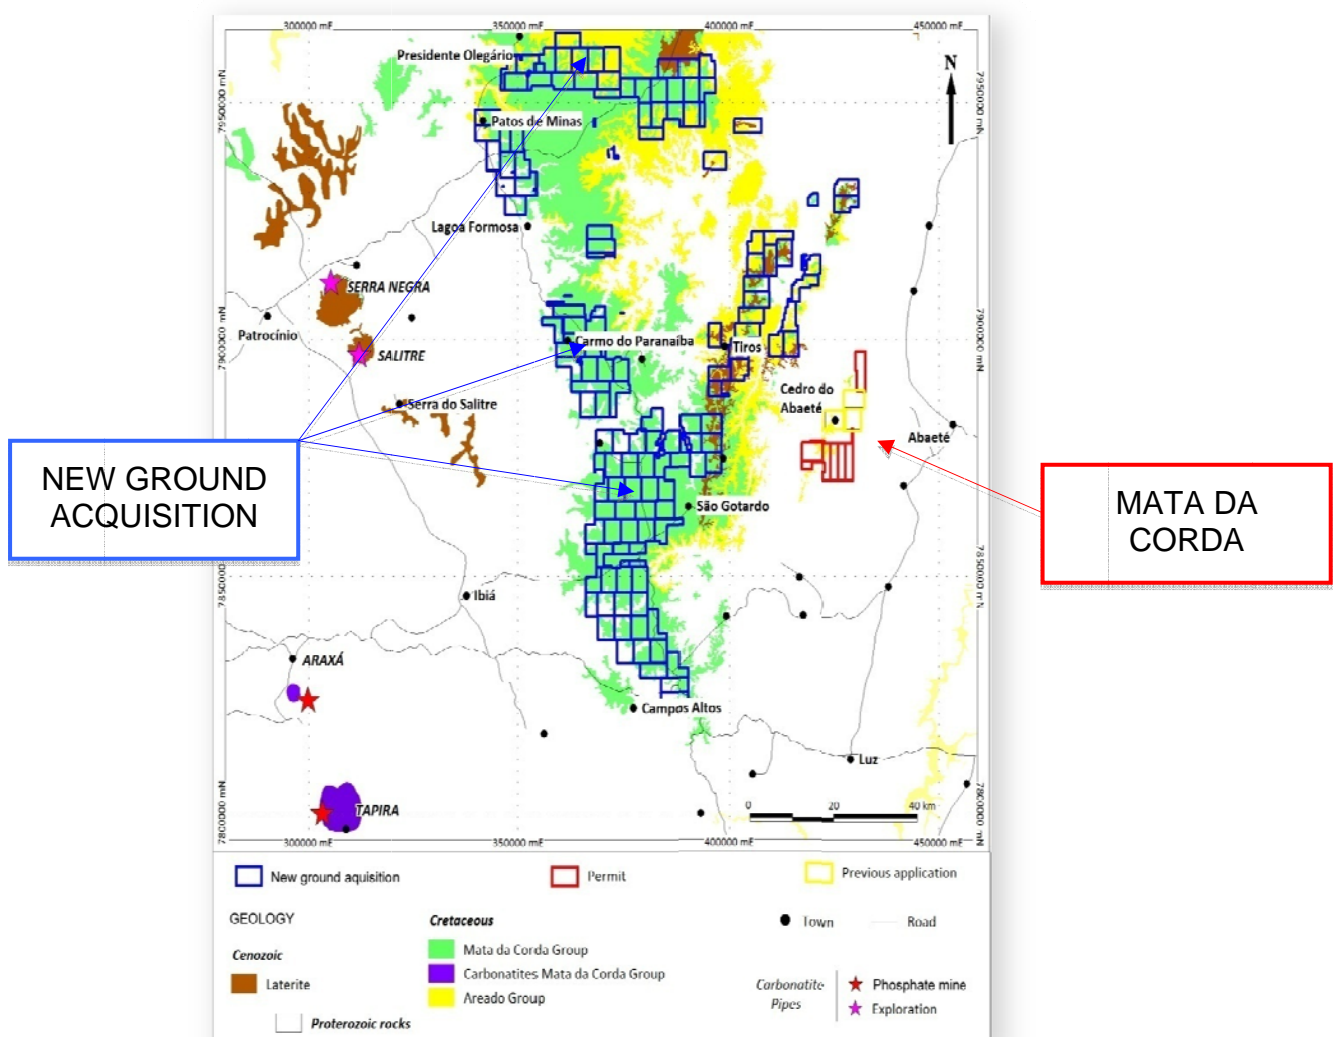 300000 mE
350000 mE
400000 mE
450000 mE
Presidente Olegário
N
7950000 mN
7950000 mN
Patos de Minas
Lagoa Formosa
SERRA NEGRA
Patrocínio
7900000 mN
7900000 mN
Carmo do Paranaíba
Tiros
SALITRE
Cedro do
Abaeté
Serra do Salitre
Abaeté
NEW GROUND
ACQUISITION
MATA DA
CORDA
São Gotardo
7850000 mN
7850000 mN
Ibiá
ARAXÁ
Campos Altos
Luz
TAPIRA
7800000 mN
7800000 mN
0 20 40 km
300000 mE
350000 mE
400000 mE
450000 mE
New ground aquisition
Permit
Previous application
GEOLOGY
Cretaceous
Town
Road
Cenozoic
Mata da Corda Group
Carbonatites Mata da Corda Group
Laterite
Areado Group
Carbonatite
Pipes
Phosphate mine
Exploration
Proterozoic rocks